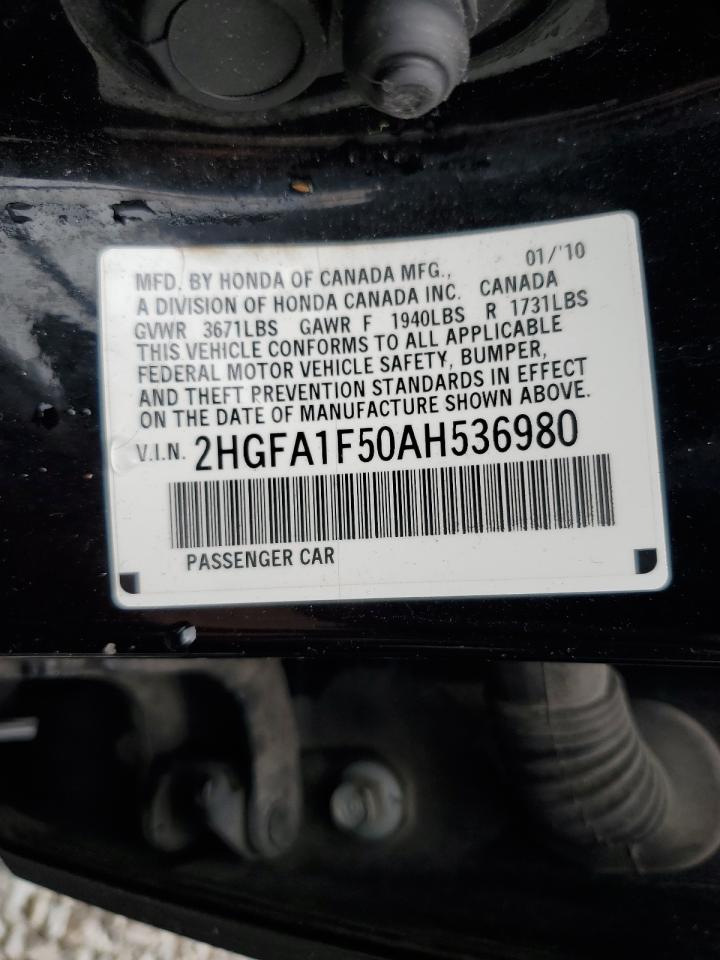 01/'10
MFD. BY HONDA OF CANADA MFG.,
A DIVISION OF HONDA CANADA INC. CANADA
GVWR 3671LBS GAWR F 1940LBS R 1731LBS
THIS VEHICLE CONFORMS TO ALL APPLICABLE
FEDERAL MOTOR VEHICLE SAFETY, BUMPER,
AND THEFT PREVENTION STANDARDS IN EFFECT
ON THE DATE OF MANUFACTURE SHOWN ABOVE.
V.I.N. 2HGFA1F50AH536980
PASSENGER CAR